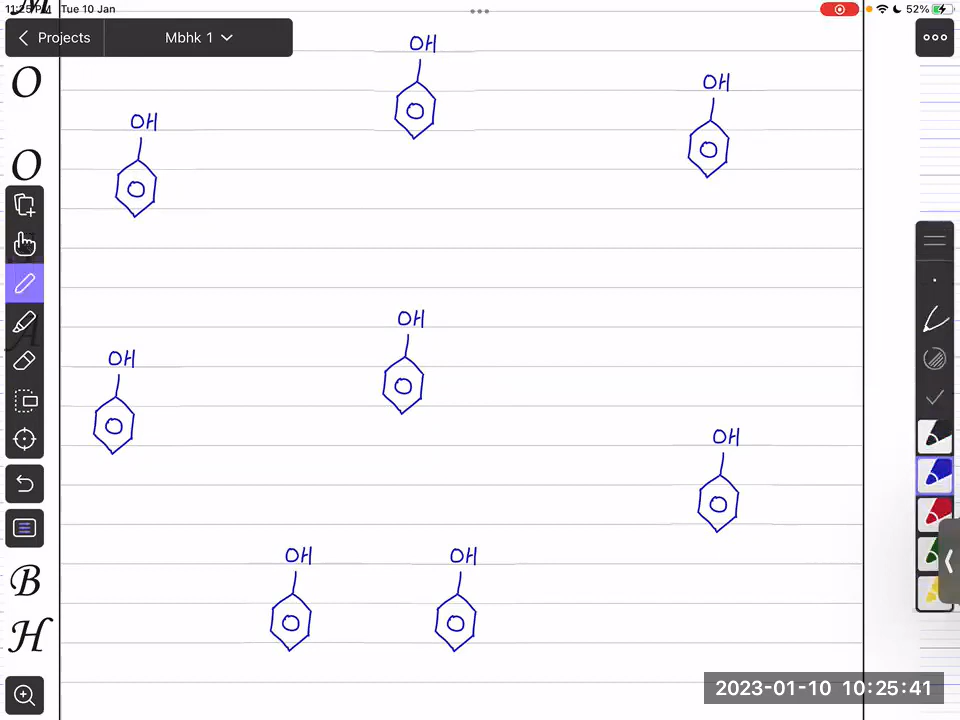 11:25 PM Tue 10 Jan
52%
Projects
Mbhk 1
OH
OH
OH
O
O
OH
OH
OH
OH
OH
B
H
2023-01-10 10:25:41